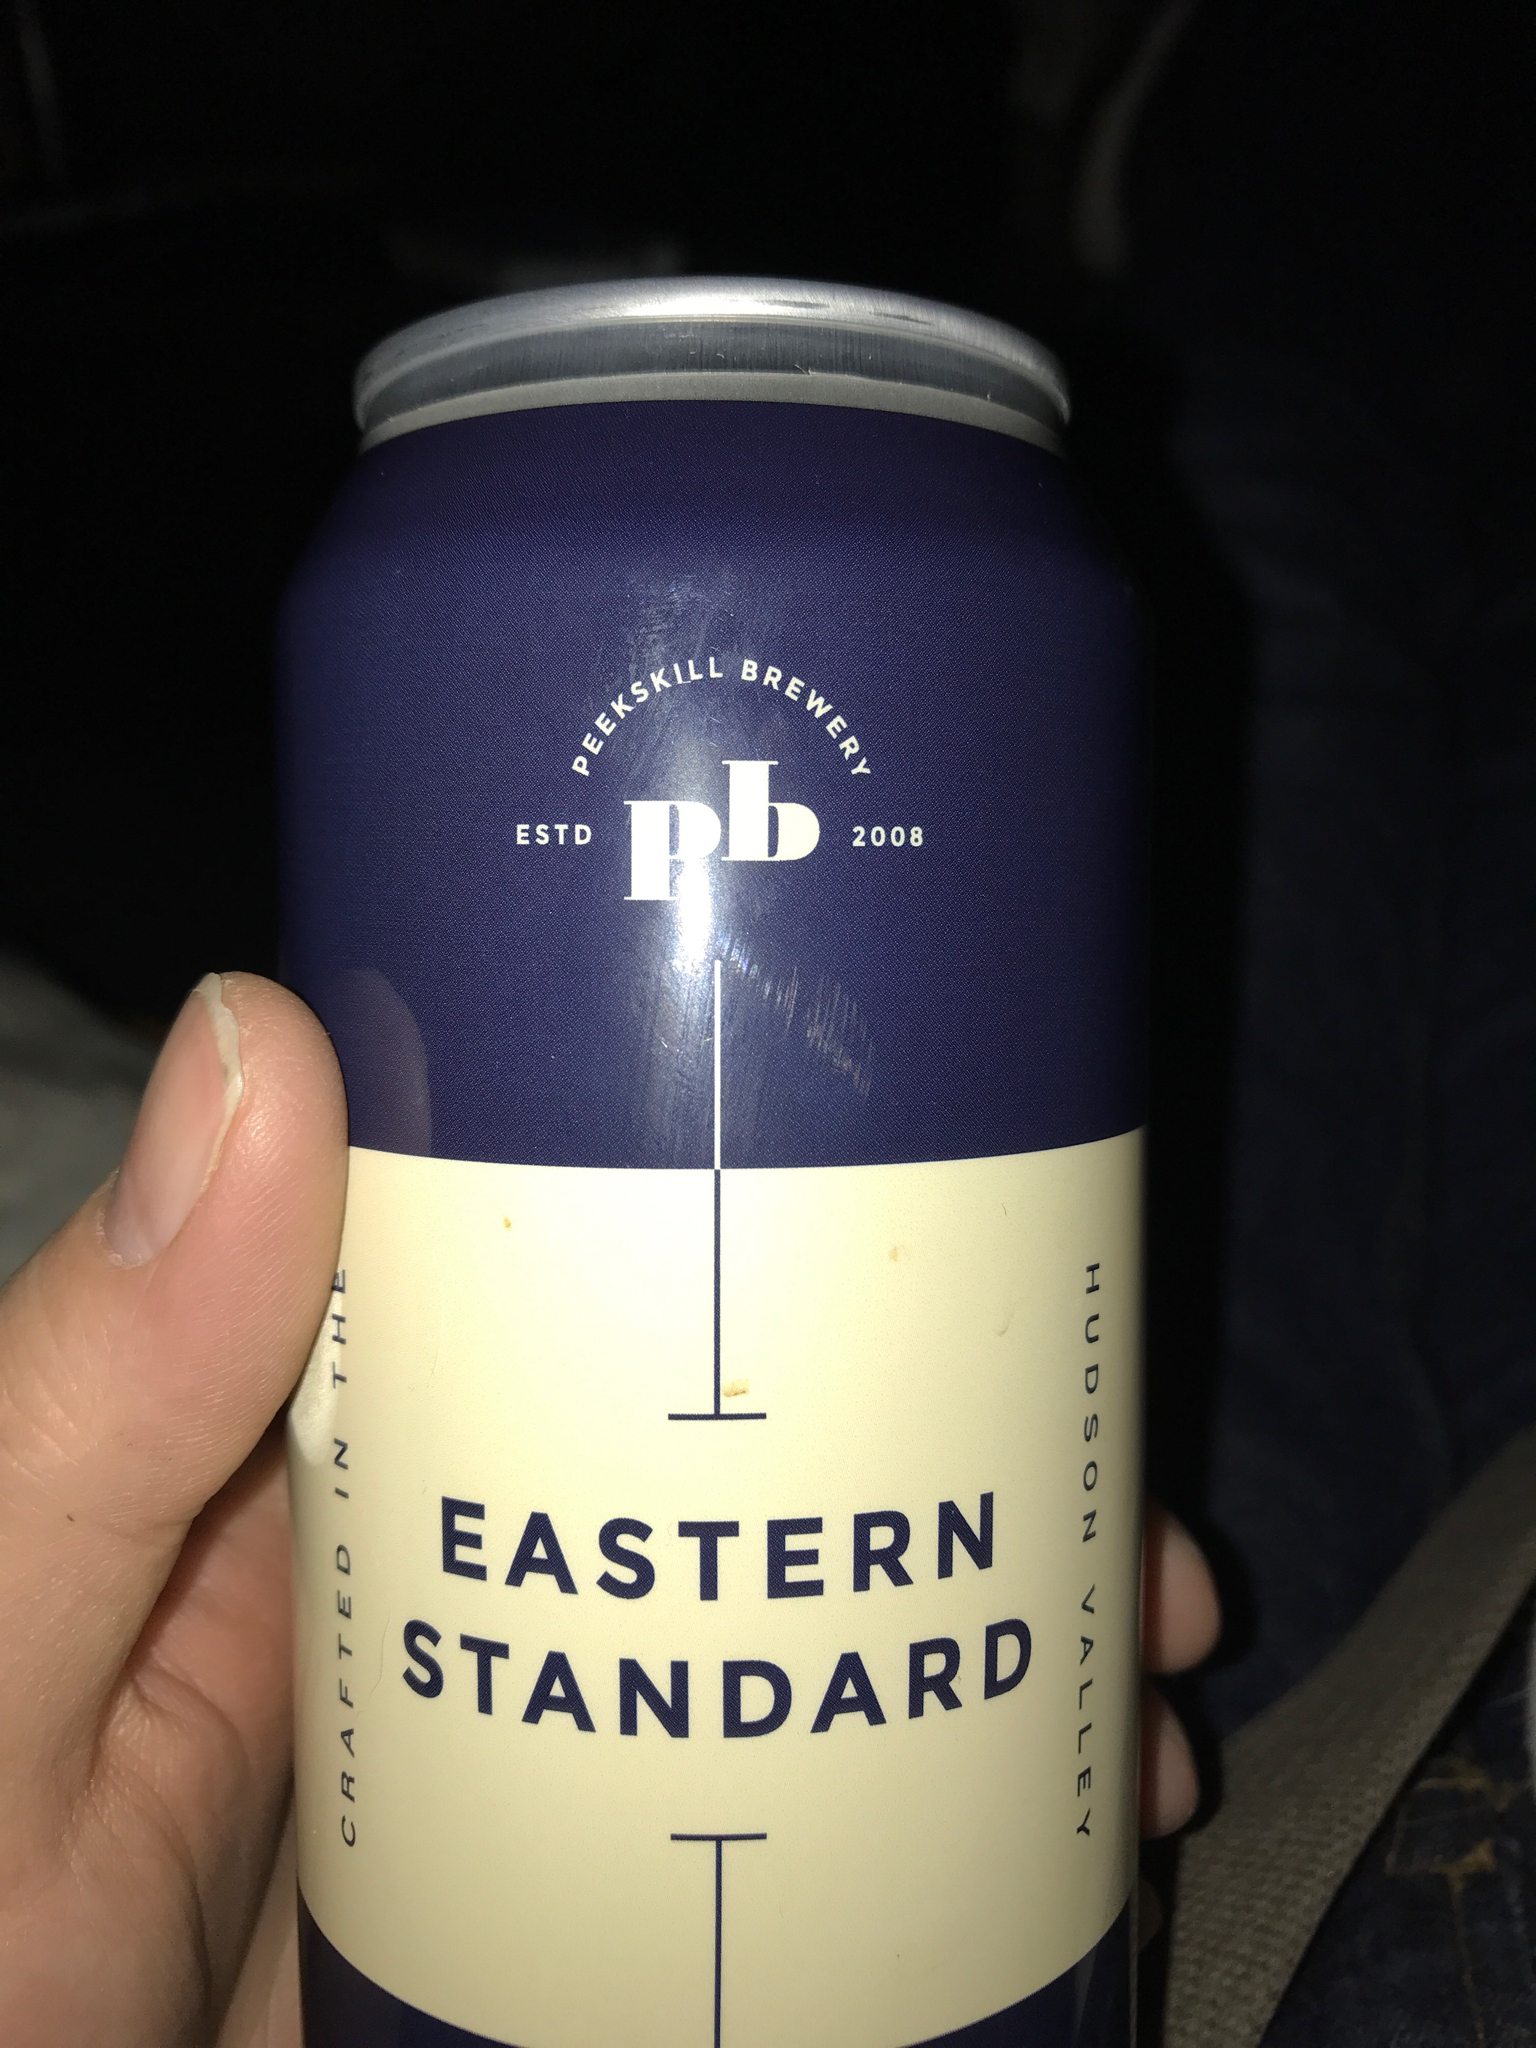 PEEKSKILL BREWERY
ESTD pb 2008
CRAFTED IN THE
HUDSON VALLEY
EASTERN
STANDARD